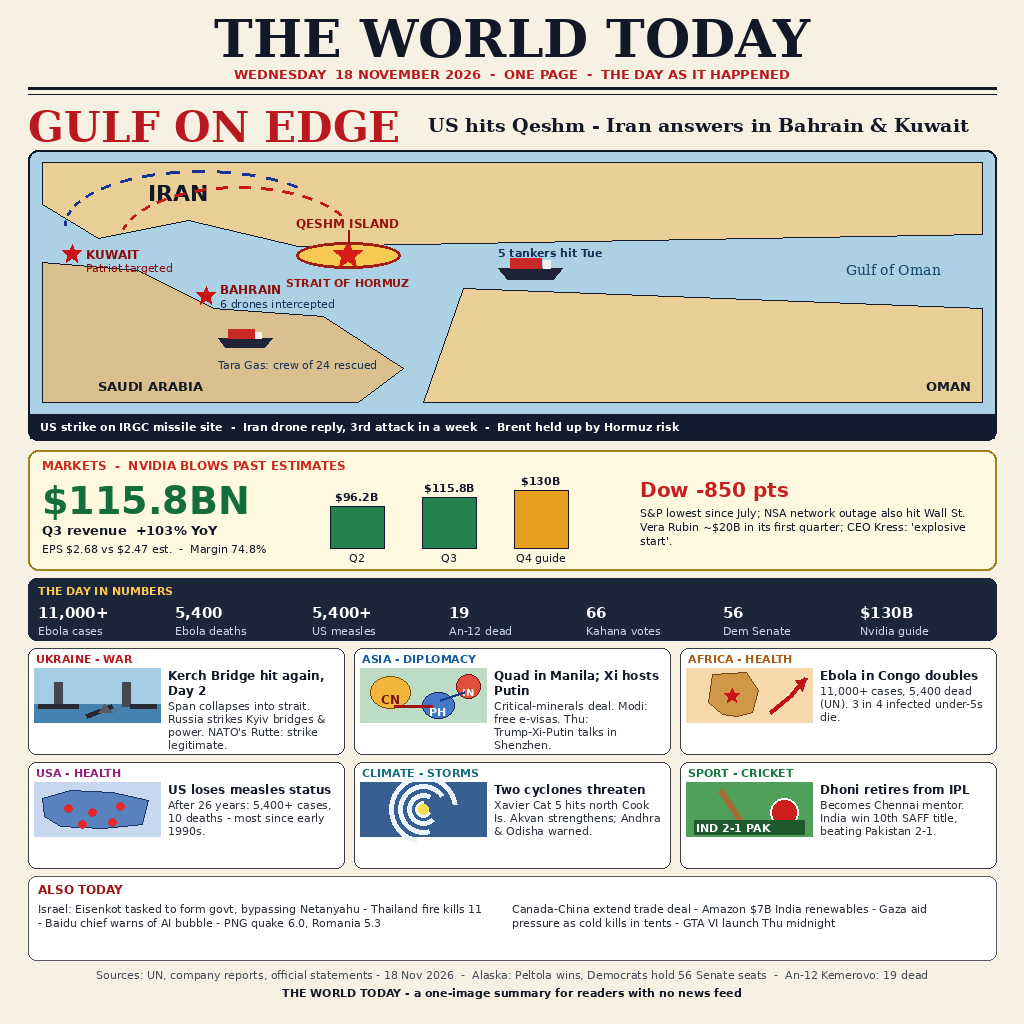 THE WORLD TODAY
WEDNESDAY 18 NOVEMBER 2026 - ONE PAGE - THE DAY AS IT HAPPENED
GULF ON EDGE
US hits Qeshm - Iran answers in Bahrain & Kuwait
IRAN
QESHM ISLAND
KUWAIT
Patriot targeted
5 tankers hit Tue
Gulf of Oman
STRAIT OF HORMUZ
BAHRAIN
6 drones intercepted
Tara Gas: crew of 24 rescued
SAUDI ARABIA
OMAN
US strike on IRGC missile site - Iran drone reply, 3rd attack in a week - Brent held up by Hormuz risk
MARKETS - NVIDIA BLOWS PAST ESTIMATES
$115.8BN
Q3 revenue +103% YoY
EPS $2.68 vs $2.47 est. - Margin 74.8%
$96.2B
$115.8B
$130B
Q2
Q3
Q4 guide
Dow -850 pts
S&P lowest since July; NSA network outage also hit Wall St.
Vera Rubin ~$20B in its first quarter; CEO Kress: 'explosive
start'.
THE DAY IN NUMBERS
11,000+
5,400
5,400+
19
66
56
$130B
Ebola cases
Ebola deaths
US measles
An-12 dead
Kahana votes
Dem Senate
Nvidia guide
UKRAINE - WAR
Kerch Bridge hit again,
Day 2
Span collapses into strait.
Russia strikes Kyiv bridges &
power. NATO's Rutte: strike
legitimate.
ASIA - DIPLOMACY
CN
IN
PH
Quad in Manila; Xi hosts
Putin
Critical-minerals deal. Modi:
free e-visas. Thu:
Trump-Xi-Putin talks in
Shenzhen.
AFRICA - HEALTH
Ebola in Congo doubles
11,000+ cases, 5,400 dead
(UN). 3 in 4 infected under-5s
die.
USA - HEALTH
US loses measles status
After 26 years: 5,400+ cases,
10 deaths - most since early
1990s.
CLIMATE - STORMS
Two cyclones threaten
Xavier Cat 5 hits north Cook
Is. Akvan strengthens; Andhra
& Odisha warned.
SPORT - CRICKET
IND 2-1 PAK
Dhoni retires from IPL
Becomes Chennai mentor.
India win 10th SAFF title,
beating Pakistan 2-1.
ALSO TODAY
Israel: Eisenkot tasked to form govt, bypassing Netanyahu - Thailand fire kills 11
- Baidu chief warns of AI bubble - PNG quake 6.0, Romania 5.3
Canada-China extend trade deal - Amazon $7B India renewables - Gaza aid
pressure as cold kills in tents - GTA VI launch Thu midnight
Sources: UN, company reports, official statements - 18 Nov 2026 - Alaska: Peltola wins, Democrats hold 56 Senate seats - An-12 Kemerovo: 19 dead
THE WORLD TODAY - a one-image summary for readers with no news feed